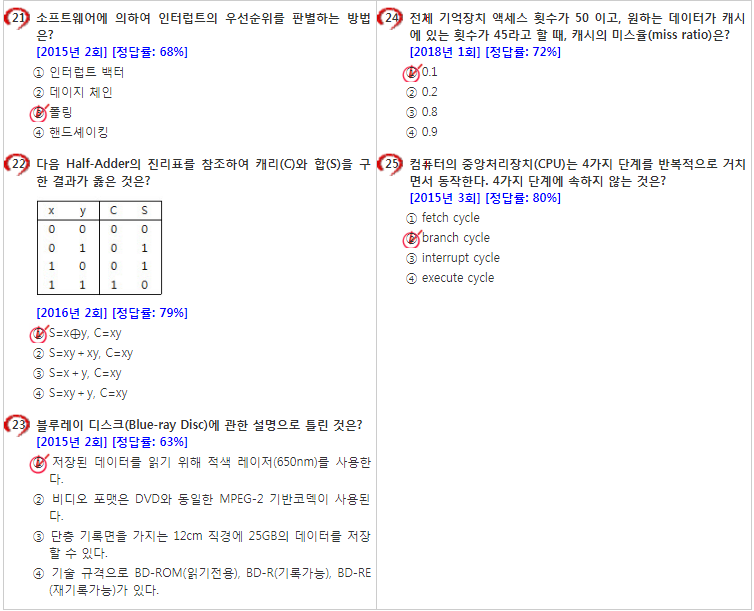 21. 소프트웨어에 의하여 인터럽트의 우선순위를 판별하는 방법
은?
[2015년 2회] [정답률: 68%]
① 인터럽트 백터
② 데이지 체인
③ 폴링
④ 핸드셰이킹
22. 다음 Half-Adder의 진리표를 참조하여 캐리(C)와 합(S)을 구
한 결과가 옳은 것은?
x y C S
0 0 0 0
0 1 0 1
1 0 0 1
1 1 1 0
[2016년 2회] [정답률: 79%]
① S=x⊕y, C=xy
② S=xy+xy, C=xy
③ S=x+y, C=xy
④ S=xy+y, C=xy
23. 블루레이 디스크(Blue-ray Disc)에 관한 설명으로 틀린 것은?
[2015년 2회] [정답률: 63%]
① 저장된 데이터를 읽기 위해 적색 레이저(650nm)를 사용한
다.
② 비디오 포맷은 DVD와 동일한 MPEG-2 기반코덱이 사용된
다.
③ 단층 기록면을 가지는 12cm 직경에 25GB의 데이터를 저장
할 수 있다.
④ 기술 규격으로 BD-ROM(읽기전용), BD-R(기록가능), BD-RE
(재기록가능)가 있다.
24. 전체 기억장치 액세스 횟수가 50 이고, 원하는 데이터가 캐시
에 있는 횟수가 45라고 할 때, 캐시의 미스율(miss ratio)은?
[2018년 1회] [정답률: 72%]
① 0.1
② 0.2
③ 0.8
④ 0.9
25. 컴퓨터의 중앙처리장치(CPU)는 4가지 단계를 반복적으로 거치
면서 동작한다. 4가지 단계에 속하지 않는 것은?
[2015년 3회] [정답률: 80%]
① fetch cycle
② branch cycle
③ interrupt cycle
④ execute cycle